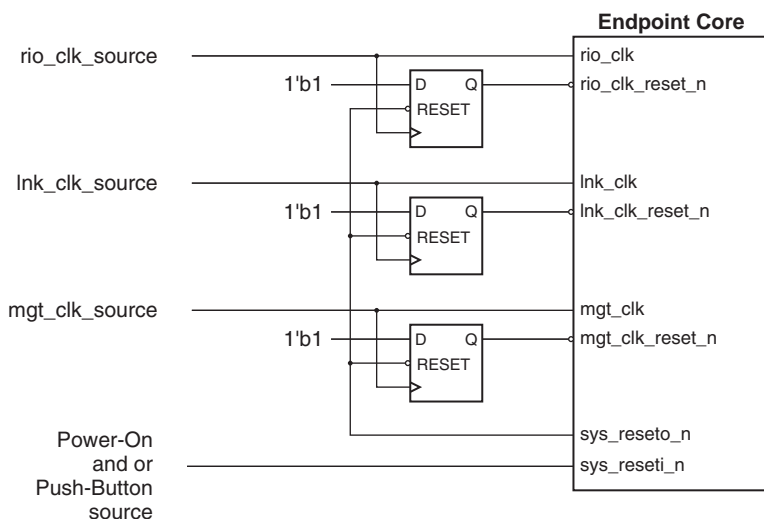 Endpoint Core
rio_clk_source
rio_clk
1'b1
D
Q
rio_clk_reset_n
RESET
lnk_clk_source
lnk_clk
1'b1
D
Q
lnk_clk_reset_n
RESET
mgt_clk_source
mgt_clk
1'b1
D
Q
mgt_clk_reset_n
RESET
sys_reseto_n
Power-On
and or
Push-Button
source
sys_reseti_n